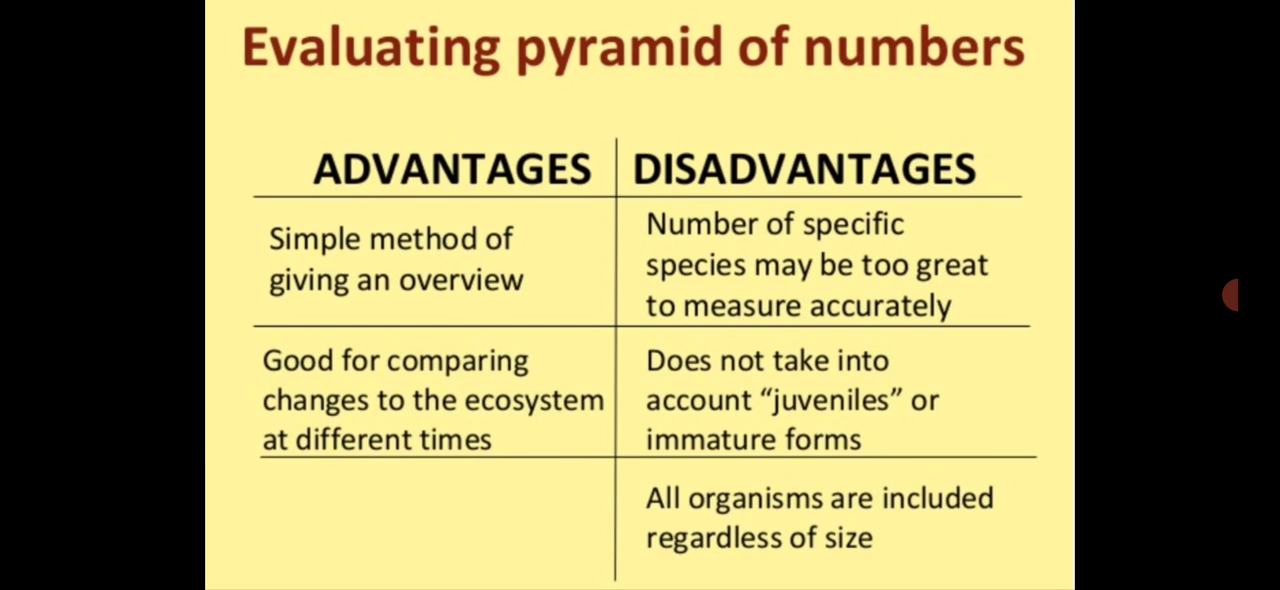 Evaluating pyramid of numbers
ADVANTAGES
DISADVANTAGES
Simple method of
giving an overview
Number of specific
species may be too great
to measure accurately
Good for comparing
changes to the ecosystem
at different times
Does not take into
account “juveniles” or
immature forms
All organisms are included
regardless of size